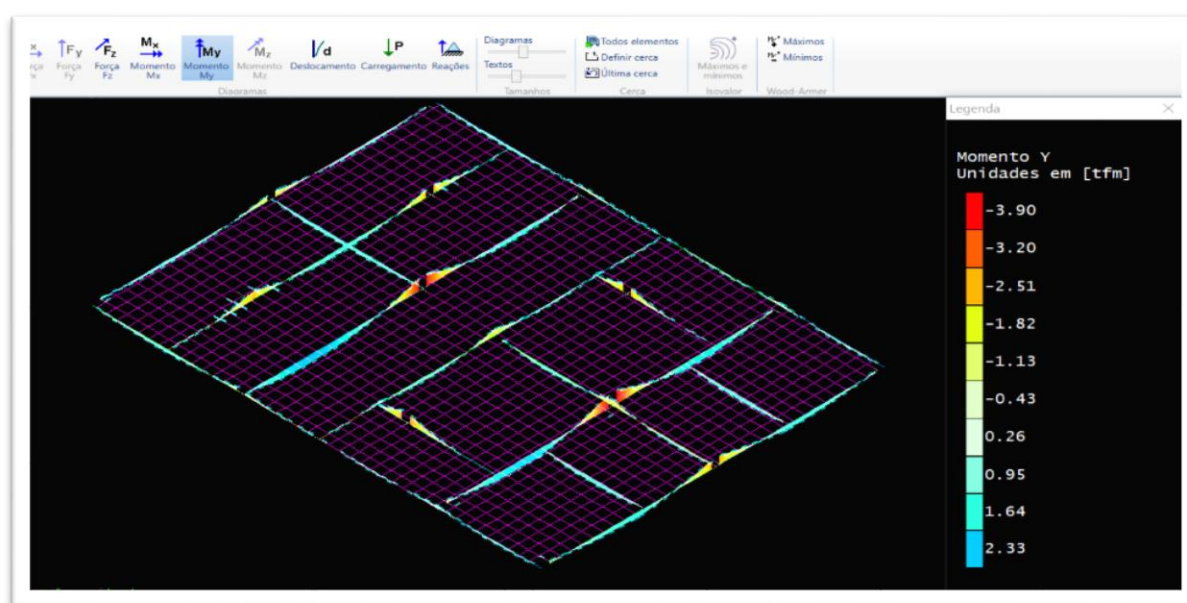 Fy
Fz
Mx
My
Mz
d
P
Força
Fy
Força
Fz
Momento
Mx
Momento
My
Momento
Mz
Deslocamento
Carregamento
Reações
Diagramas
Diagramas
Textos
Tamanhos
Todos elementos
Definir cerca
Última cerca
Cerca
Máximos e
mínimos
Isovalor
Máximos
Mínimos
Wood-Armer
Legenda
Momento Y
Unidades em [tfm]
-3.90
-3.20
-2.51
-1.82
-1.13
-0.43
0.26
0.95
1.64
2.33